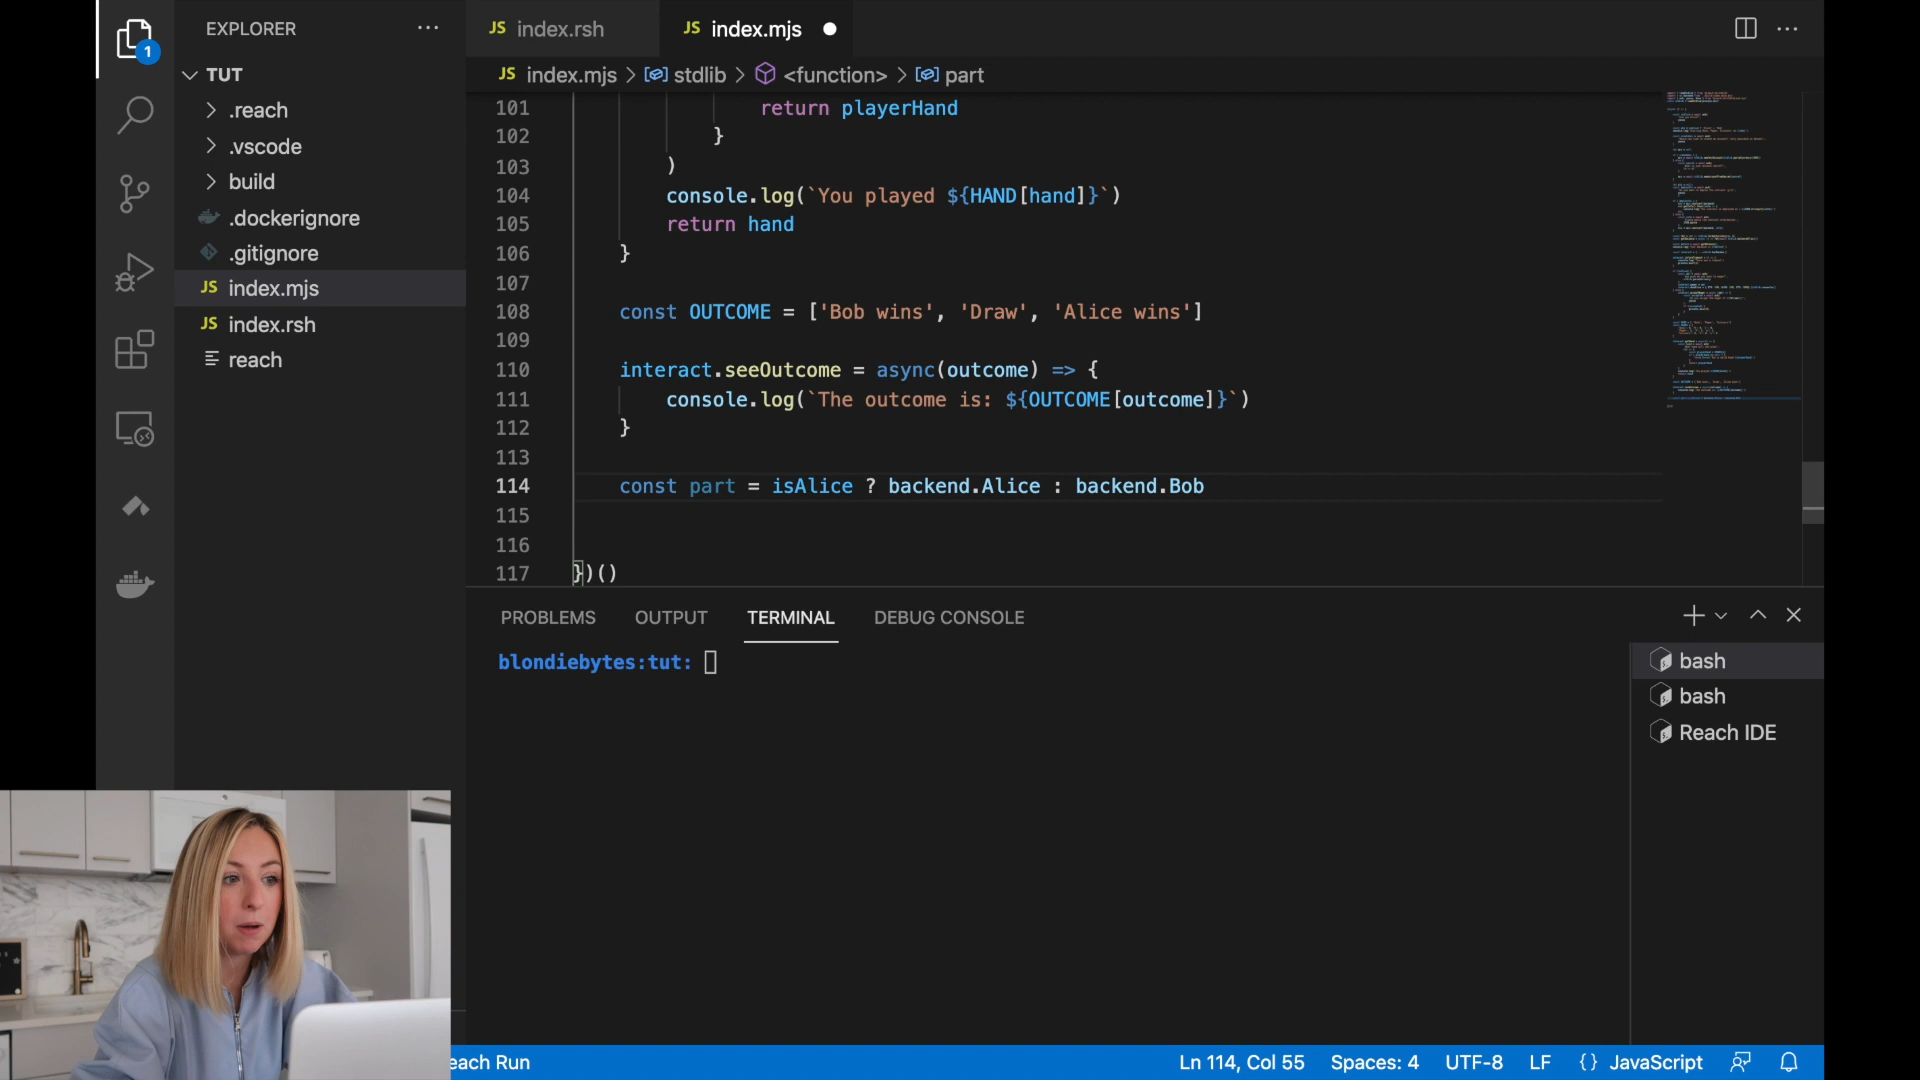 EXPLORER
TUT
.reach
.vscode
build
.dockerignore
.gitignore
JS index.mjs
JS index.rsh
reach
1
JS index.rsh
JS index.mjs
JS index.mjs > stdlib > <function> > part
101 return playerHand
102 }
103 )
104 console.log(`You played ${HAND[hand]}`)
105 return hand
106 }
107
108 const OUTCOME = ['Bob wins', 'Draw', 'Alice wins']
109
110 interact.seeOutcome = async(outcome) => {
111 console.log(`The outcome is: ${OUTCOME[outcome]}`)
112 }
113
114 const part = isAlice ? backend.Alice : backend.Bob
115
116
117 })()
PROBLEMS OUTPUT TERMINAL DEBUG CONSOLE
blondiebytes:tut:
bash
bash
Reach IDE
each Run
Ln 114, Col 55 Spaces: 4 UTF-8 LF {} JavaScript